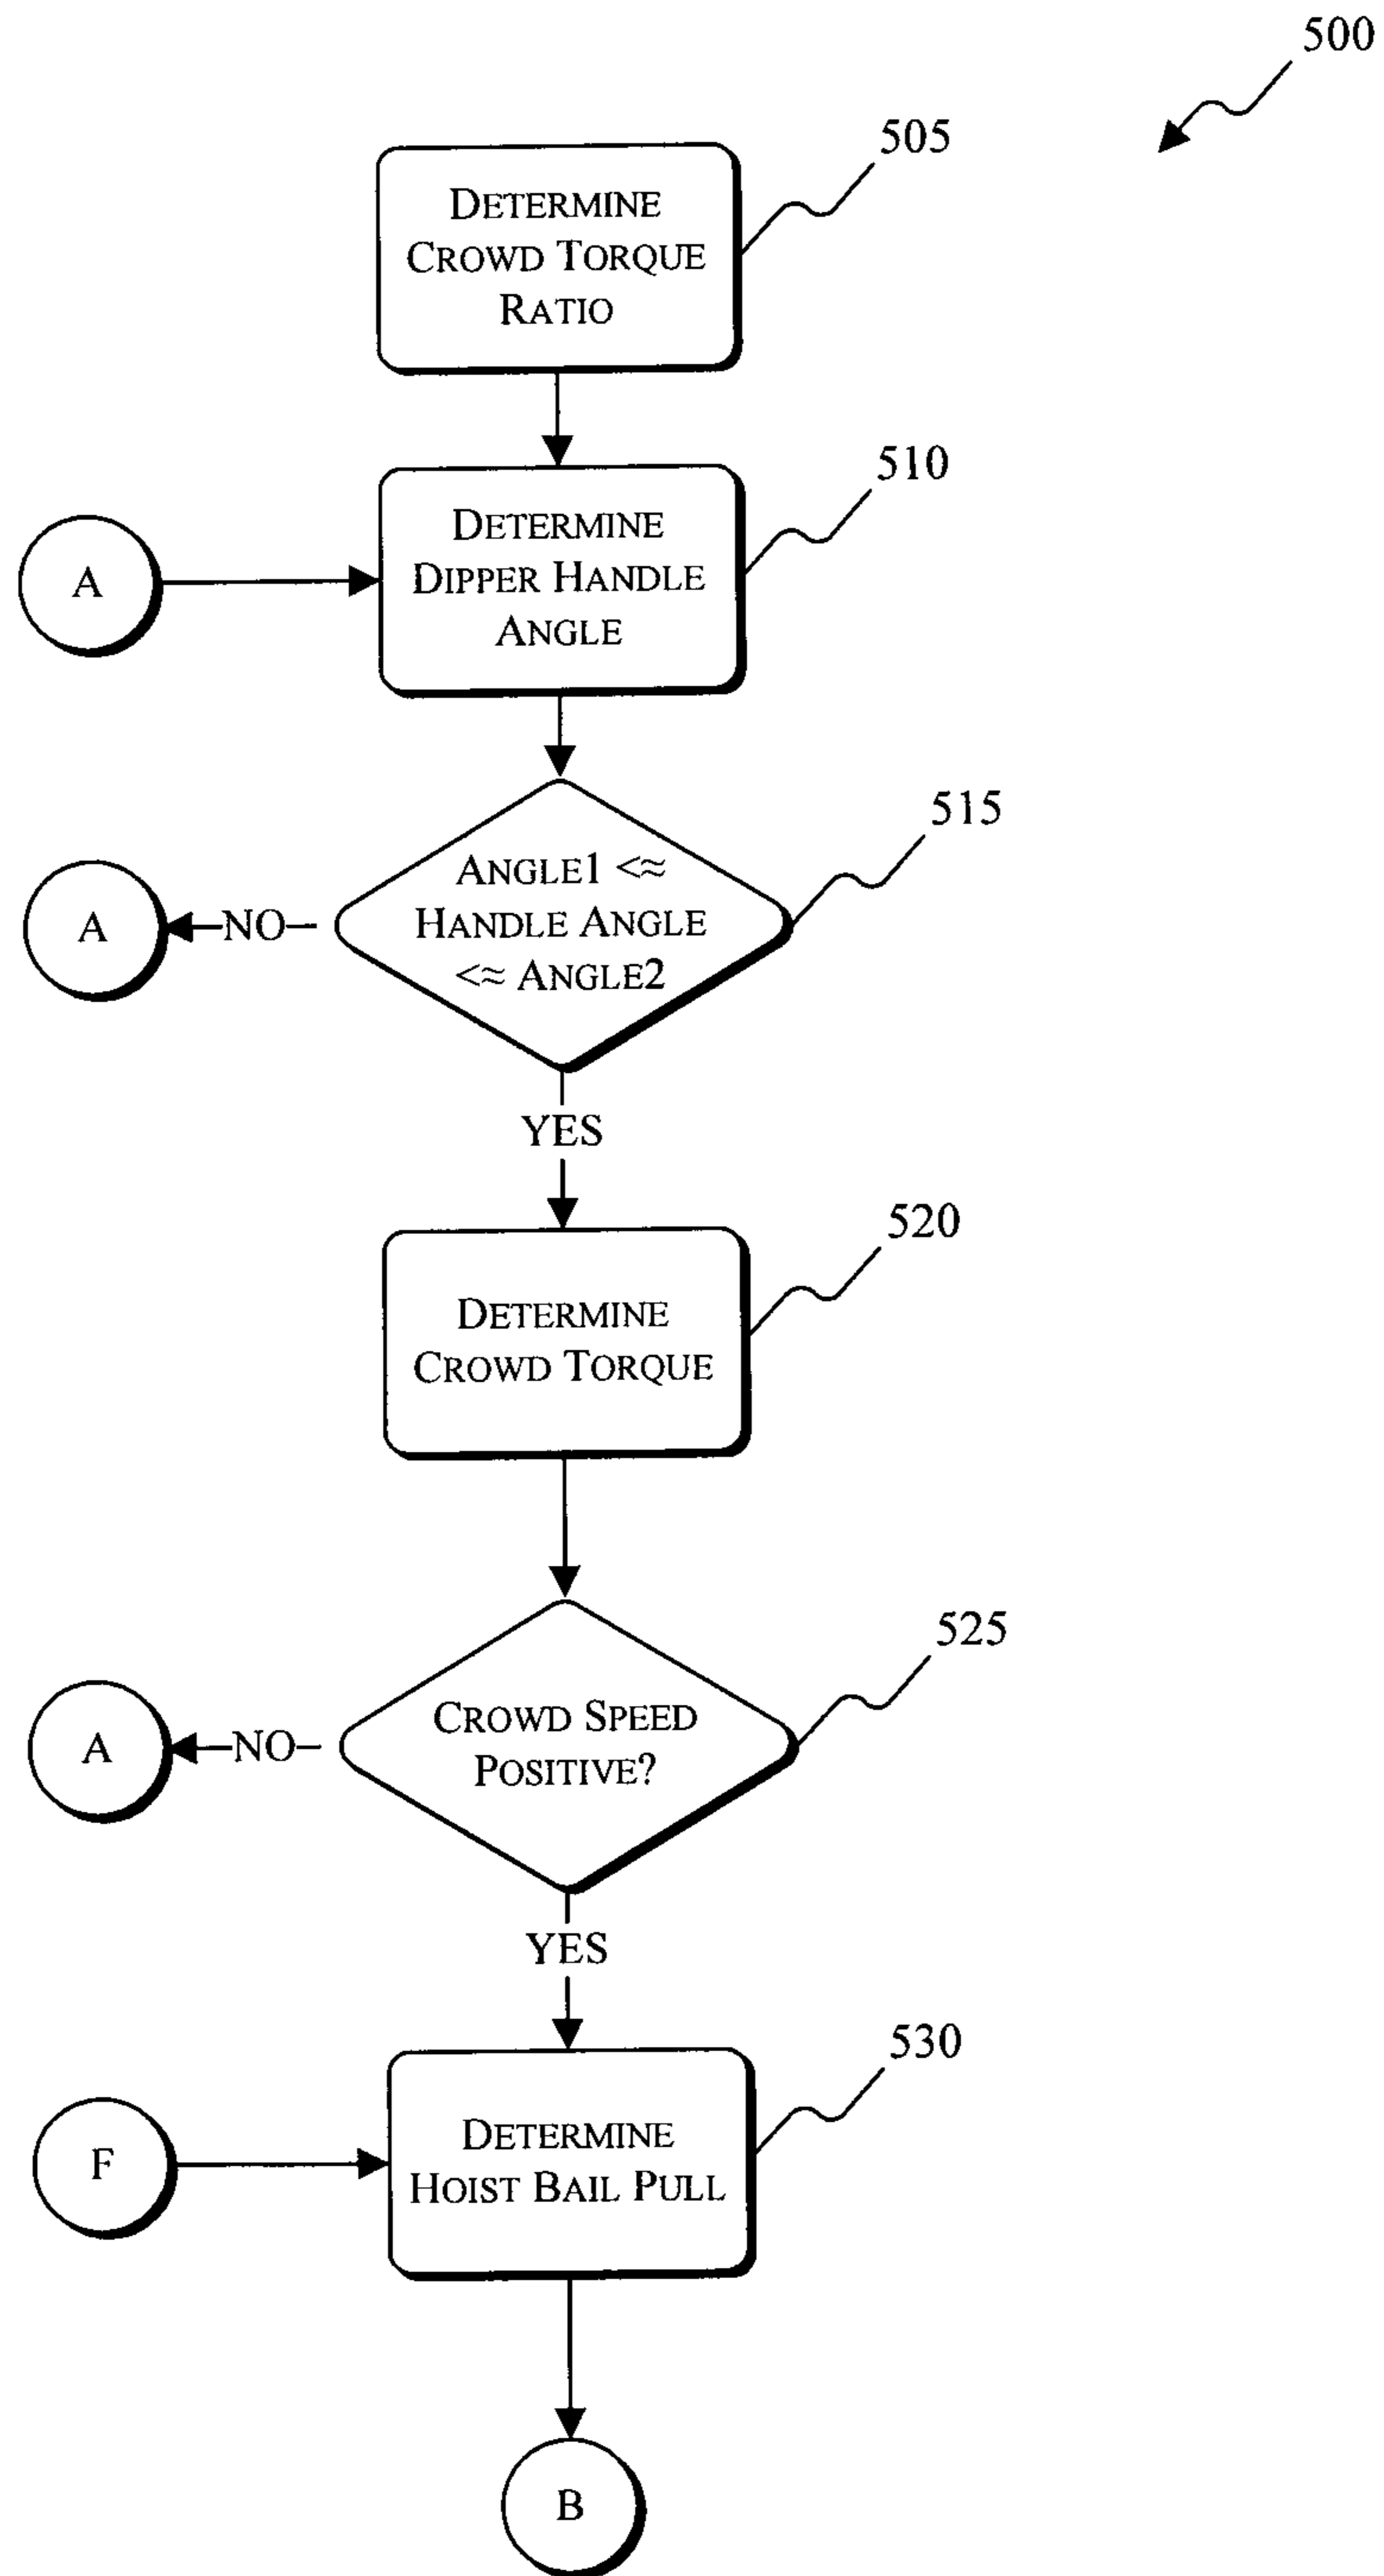 500
505
DETERMINE
CROWD TORQUE
RATIO
510
DETERMINE
DIPPER HANDLE
ANGLE
A
515
ANGLE1 <≈
HANDLE ANGLE
<≈ ANGLE2
NO
A
YES
520
DETERMINE
CROWD TORQUE
525
CROWD SPEED
POSITIVE?
NO
A
YES
530
DETERMINE
HOIST BAIL PULL
F
B